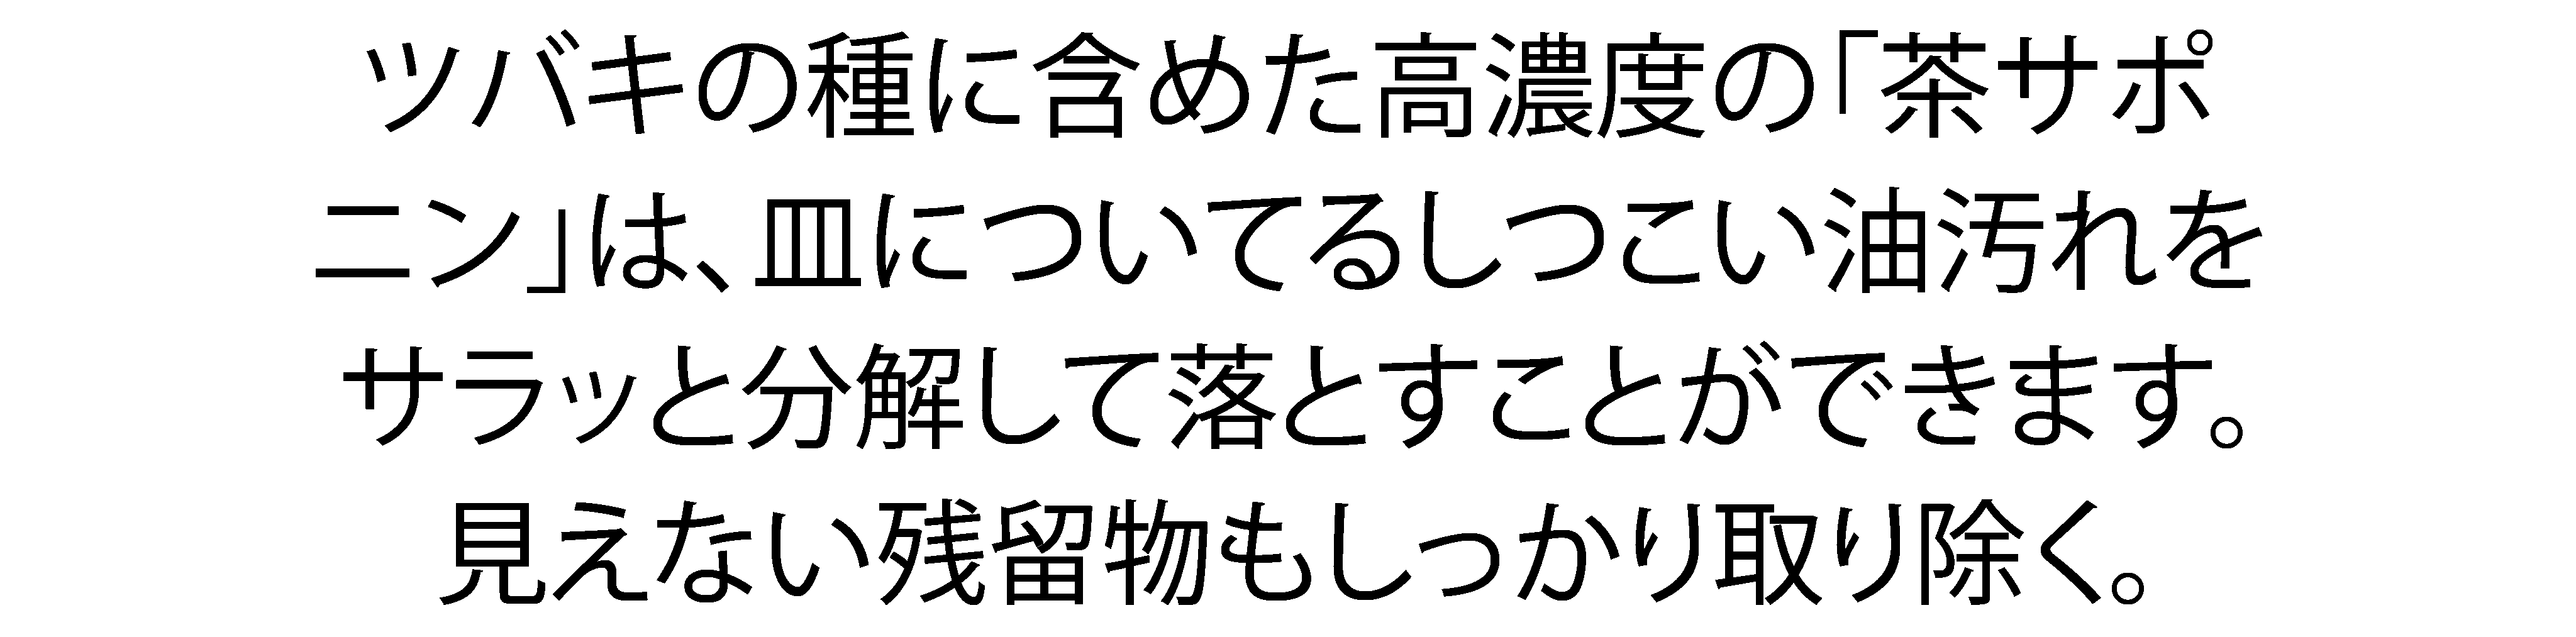 ツバキの種に含めた高濃度の「茶サポ
ニン」は、皿についてるしつこい油汚れを
サラッと分解して落とすことができます。
見えない残留物もしっかり取り除く。